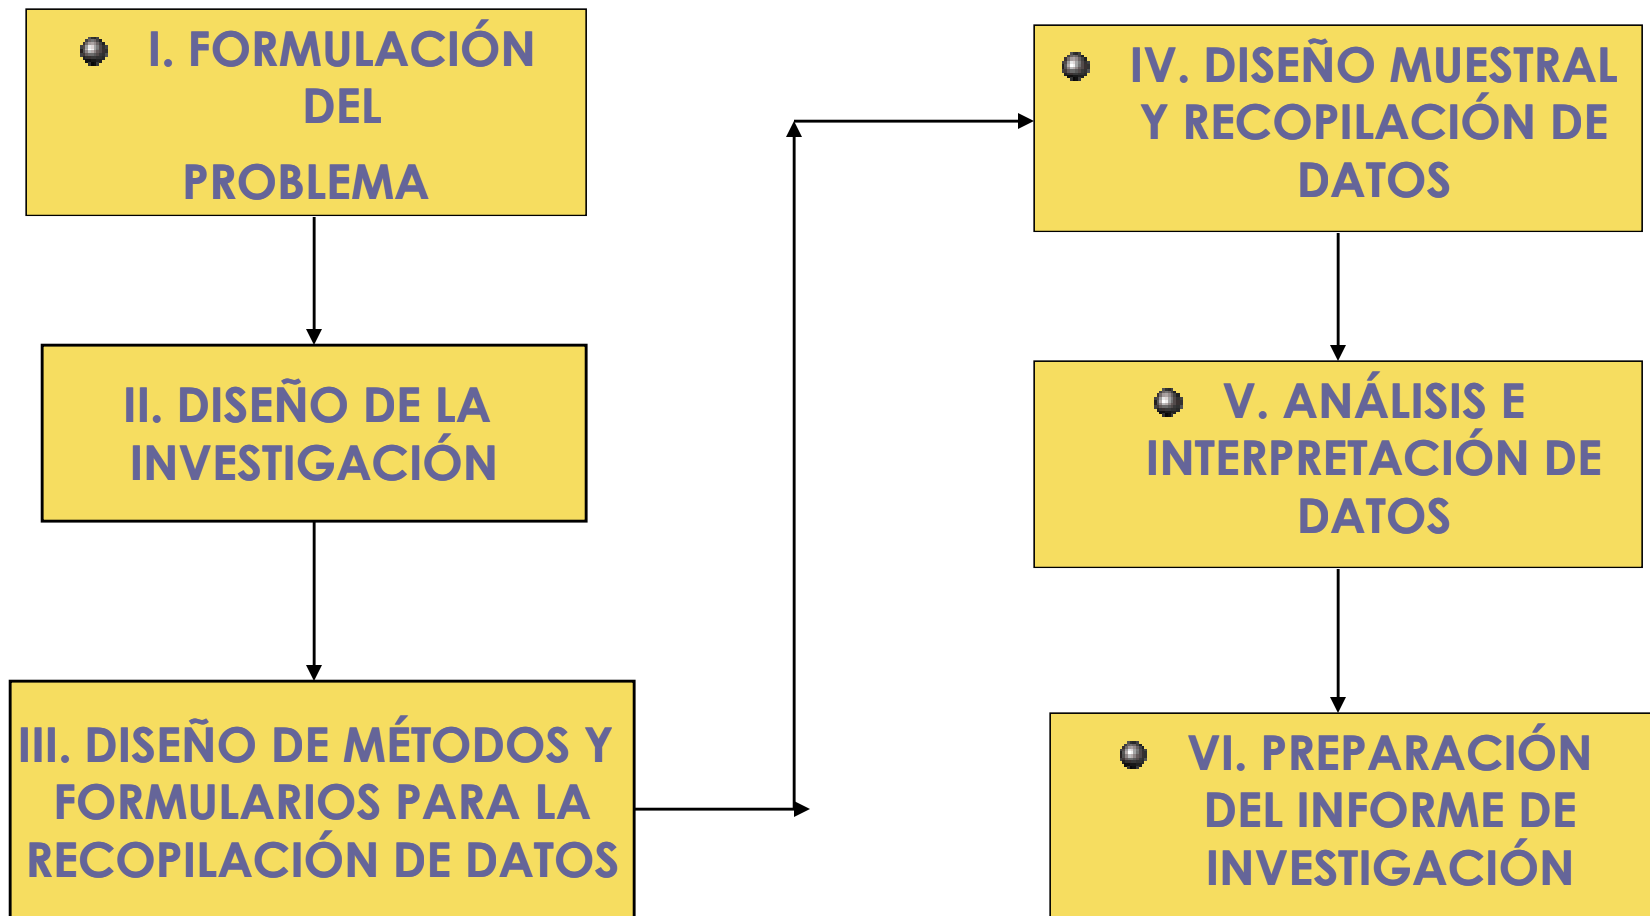 I. FORMULACIÓN
DEL
PROBLEMA
II. DISEÑO DE LA
INVESTIGACIÓN
III. DISEÑO DE MÉTODOS Y
FORMULARIOS PARA LA
RECOPILACIÓN DE DATOS
IV. DISEÑO MUESTRAL
Y RECOPILACIÓN DE
DATOS
V. ANÁLISIS E
INTERPRETACIÓN DE
DATOS
VI. PREPARACIÓN
DEL INFORME DE
INVESTIGACIÓN